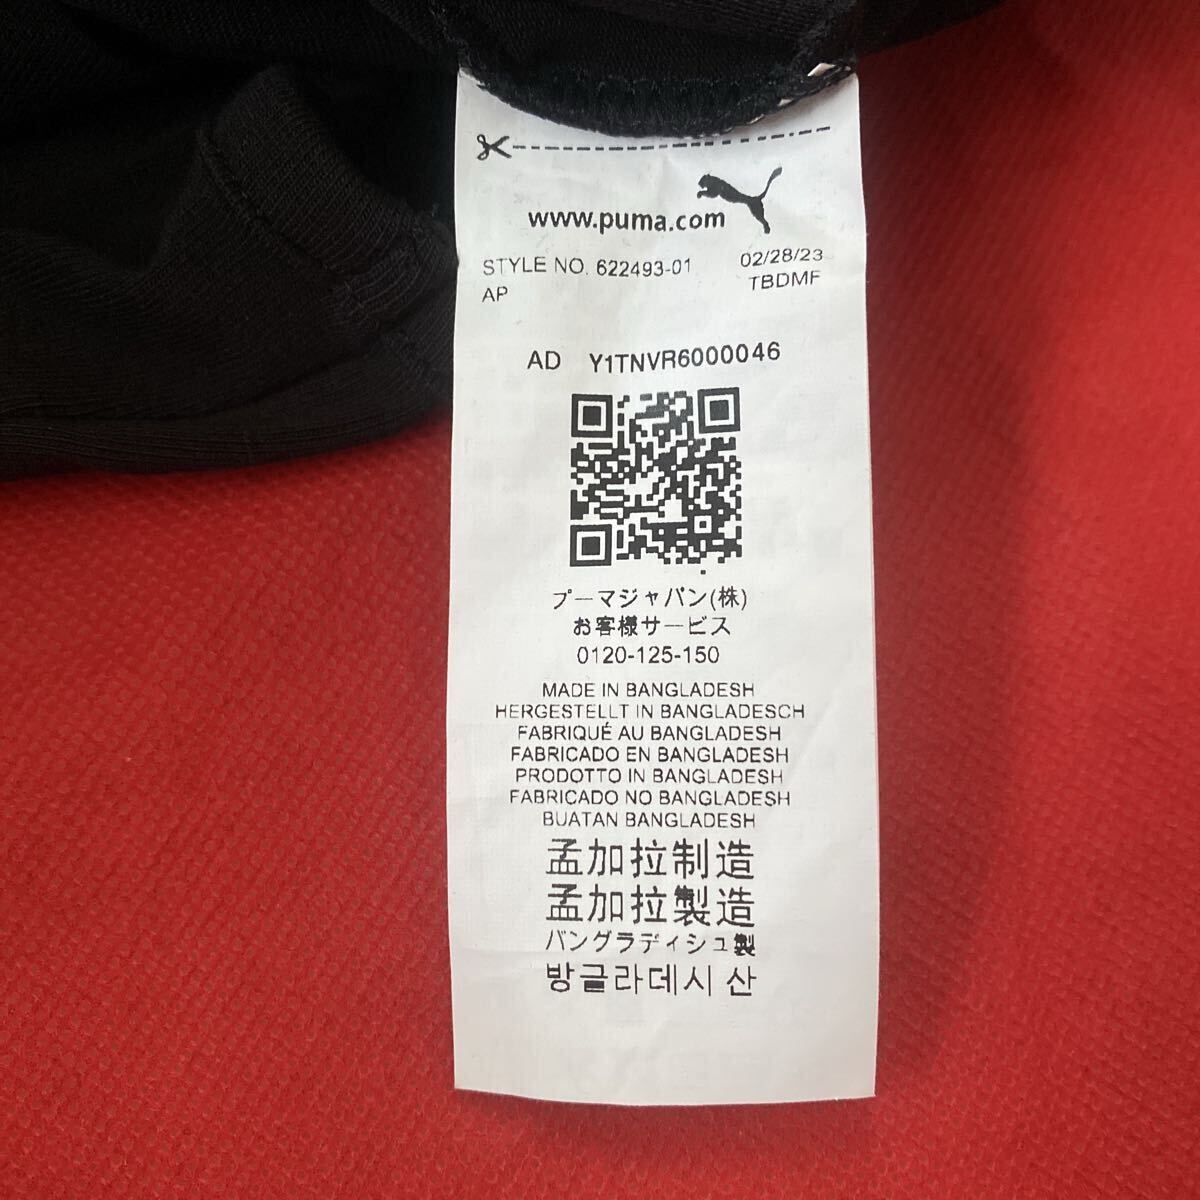 www.puma.com
STYLE NO. 622493-01 02/28/23
AP TBDMF
AD Y1TNVR6000046
プーマジャパン(株)
お客様サービス
0120-125-150
MADE IN BANGLADESH
HERGESTELLT IN BANGLADESCH
FABRIQUÉ AU BANGLADESH
FABRICADO EN BANGLADESH
PRODOTTO IN BANGLADESH
FABRICADO NO BANGLADESH
BUATAN BANGLADESH
孟加拉制造
孟加拉製造
バングラディシュ製
방글라데시 산